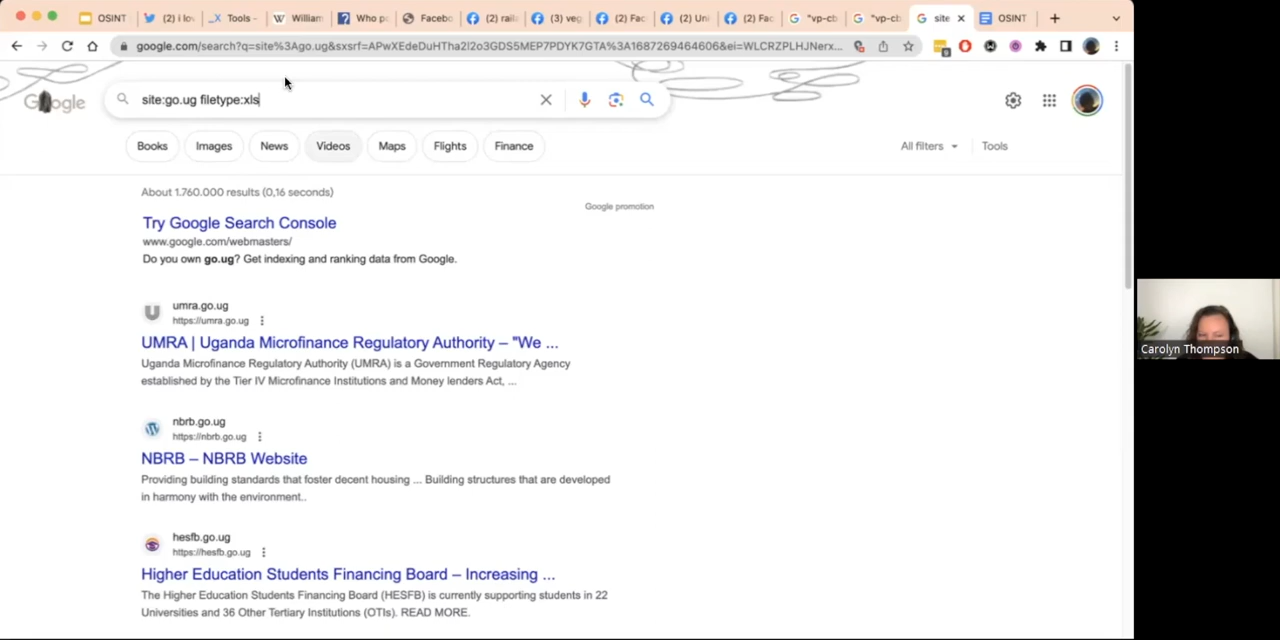 OSINT
(2) i lov
Tools -
William
Who po
Facebo
(2) raila
(3) veg
(2) Fac
(2) Uni
(2) Fac
"vp-cb
"vp-cb
site
OSINT
google.com/search?q=site%3Ago.ug&sxsrf=APwXEdeDuHTha2l2o3GDS5MEP7PDYK7GTA%3A1687269464606&ei=WLCRZPLHJNerx...
Google
site:go.ug filetype:xls
Books
Images
News
Videos
Maps
Flights
Finance
All filters
Tools
About 1.760.000 results (0,16 seconds)
Google promotion
Try Google Search Console
www.google.com/webmasters/
Do you own go.ug? Get indexing and ranking data from Google.
umra.go.ug
https://umra.go.ug
UMRA | Uganda Microfinance Regulatory Authority – "We ...
Uganda Microfinance Regulatory Authority (UMRA) is a Government Regulatory Agency
established by the Tier IV Microfinance Institutions and Money lenders Act, ...
nbrb.go.ug
https://nbrb.go.ug
NBRB – NBRB Website
Providing building standards that foster decent housing ... Building structures that are developed
in harmony with the environment..
hesfb.go.ug
https://hesfb.go.ug
Higher Education Students Financing Board – Increasing ...
The Higher Education Students Financing Board (HESFB) is currently supporting students in 22
Universities and 36 Other Tertiary Institutions (OTIs). READ MORE.
Carolyn Thompson